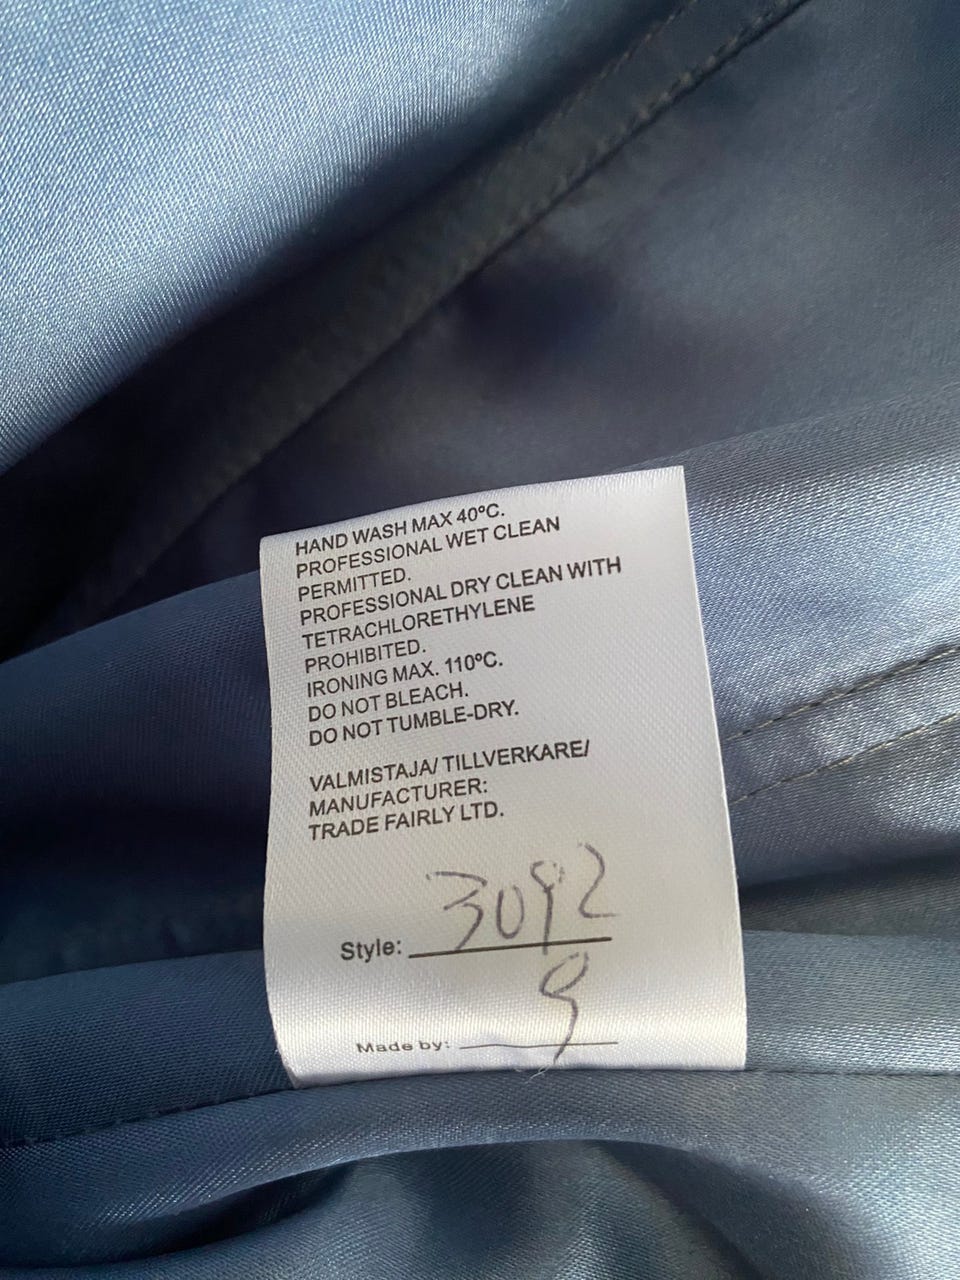 HAND WASH MAX 40°C.
PROFESSIONAL WET CLEAN
PERMITTED.
PROFESSIONAL DRY CLEAN WITH
TETRACHLORETHYLENE
PROHIBITED.
IRONING MAX. 110°C.
DO NOT BLEACH.
DO NOT TUMBLE-DRY.
VALMISTAJA/ TILLVERKARE/
MANUFACTURER:
TRADE FAIRLY LTD.
Style: 3092
Made by: 9